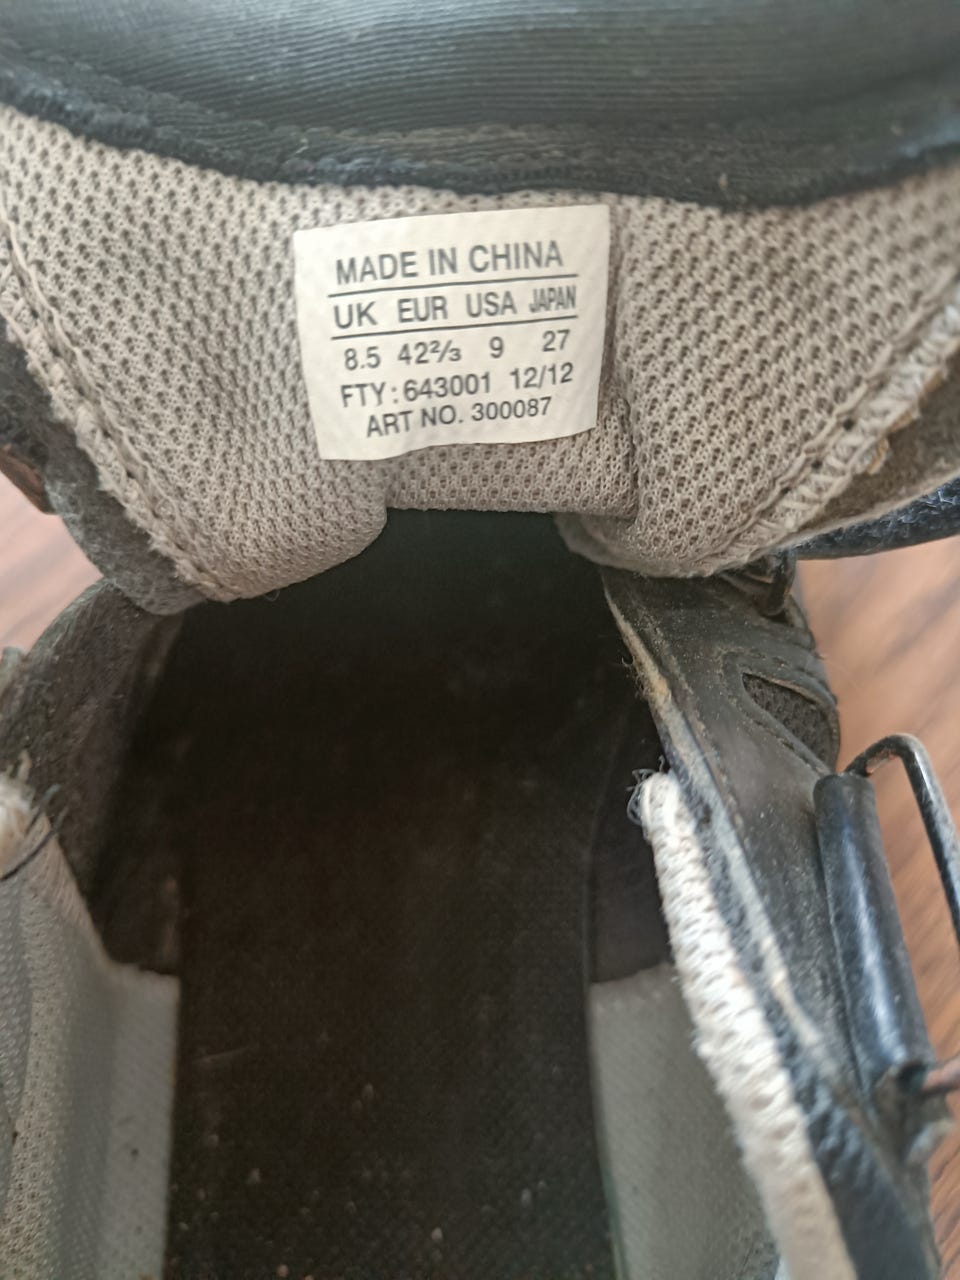 MADE IN CHINA
UK EUR USA JAPAN
8.5 42⅔ 9 27
FTY: 643001 12/12
ART NO. 300087